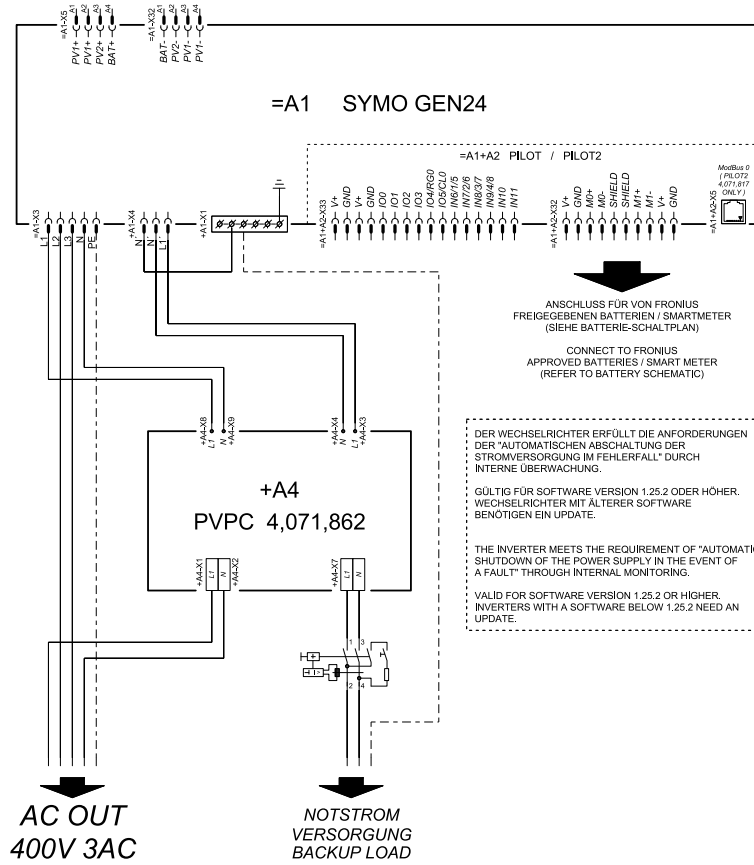 =A1-X5
A1
A2
A3
A4
PV1+
PV1+
PV2+
BAT+
=A1-X32
A1
A2
A3
A4
BAT-
PV2-
PV1-
PV1-
=A1 SYMO GEN24
=A1+A2 PILOT / PILOT2
ModBus 0
( PILOT2
4,071,817
ONLY )
=A1-X3
L1
L2
L3
N
PE
+A1-X4
N´
N´
L1´
+A1-X1
=A1+A2-X33
V+
GND
V+
GND
IO0
IO1
IO2
IO3
IO4/RG0
IO5/CL0
IN6/1/5
IN7/2/6
IN8/3/7
IN9/4/8
IN10
IN11
=A1+A2-X32
V+
GND
M0+
M0-
SHIELD
SHIELD
M1+
M1-
V+
GND
=A1+A2-X5
ANSCHLUSS FÜR VON FRONIUS
FREIGEGEBENEN BATTERIEN / SMARTMETER
(SIEHE BATTERIE-SCHALTPLAN)
CONNECT TO FRONIUS
APPROVED BATTERIES / SMART METER
(REFER TO BATTERY SCHEMATIC)
+A4-X8
L1
N
+A4-X9
+A4-X4
N
L1
+A4-X3
+A4
PVPC 4,071,862
+A4-X1
L1
N
+A4-X2
+A4-X7
L1
N
DER WECHSELRICHTER ERFÜLLT DIE ANFORDERUNGEN
DER "AUTOMATISCHEN ABSCHALTUNG DER
STROMVERSORGUNG IM FEHLERFALL" DURCH
INTERNE ÜBERWACHUNG.
GÜLTIG FÜR SOFTWARE VERSION 1.25.2 ODER HÖHER.
WECHSELRICHTER MIT ÄLTERER SOFTWARE
BENÖTIGEN EIN UPDATE.
THE INVERTER MEETS THE REQUIREMENT OF "AUTOMATIC
SHUTDOWN OF THE POWER SUPPLY IN THE EVENT OF
A FAULT" THROUGH INTERNAL MONITORING.
VALID FOR SOFTWARE VERSION 1.25.2 OR HIGHER.
INVERTERS WITH A SOFTWARE BELOW 1.25.2 NEED AN
UPDATE.
1
3
2
4
AC OUT
400V 3AC
NOTSTROM
VERSORGUNG
BACKUP LOAD